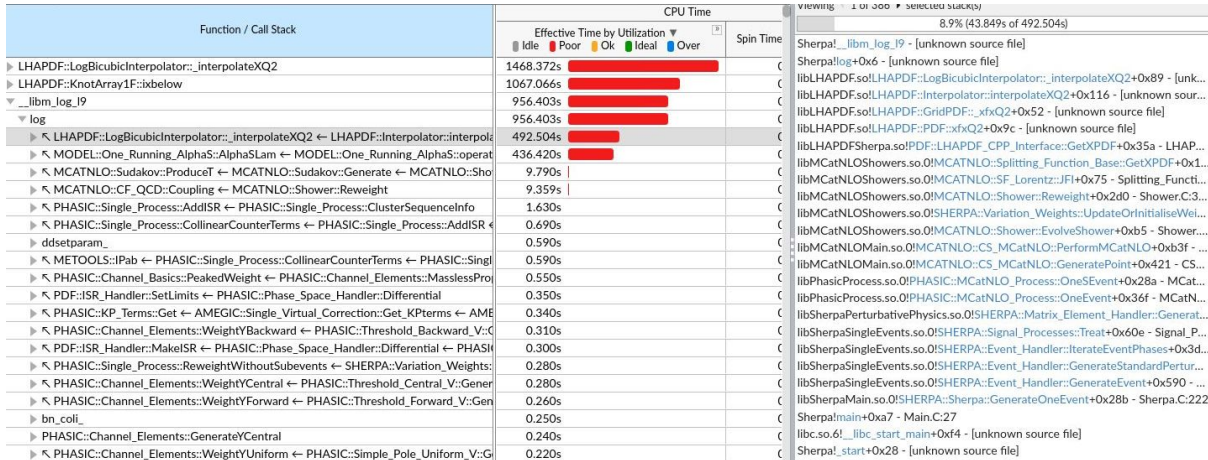 Function / Call Stack
CPU Time
Effective Time by Utilization
Idle Poor Ok Ideal Over
Spin Time
LHAPDF::LogBicubicInterpolator::_interpolateXQ2 1468.372s
LHAPDF::KnotArray1F::ixbelow 1067.066s
__libm_log_l9 956.403s
log 956.403s
LHAPDF::LogBicubicInterpolator::_interpolateXQ2 ← LHAPDF::Interpolator::interpola 492.504s
MODEL::One_Running_AlphaS::AlphaSLam ← MODEL::One_Running_AlphaS::operat 436.420s
MCATNLO::Sudakov::ProduceT ← MCATNLO::Sudakov::Generate ← MCATNLO::Sho 9.790s
MCATNLO::CF_QCD::Coupling ← MCATNLO::Shower::Reweight 9.359s
PHASIC::Single_Process::AddISR ← PHASIC::Single_Process::ClusterSequenceInfo 1.630s
PHASIC::Single_Process::CollinearCounterTerms ← PHASIC::Single_Process::AddISR ← 0.690s
ddsetparam_ 0.590s
METOOLS::IPab ← PHASIC::Single_Process::CollinearCounterTerms ← PHASIC::Singl 0.590s
PHASIC::Channel_Basics::PeakedWeight ← PHASIC::Channel_Elements::MasslessProp 0.550s
PDF::ISR_Handler::SetLimits ← PHASIC::Phase_Space_Handler::Differential 0.350s
PHASIC::KP_Terms::Get ← AMEGIC::Single_Virtual_Correction::Get_KPterms ← AME 0.340s
PHASIC::Channel_Elements::WeightYBackward ← PHASIC::Threshold_Backward_V::G 0.310s
PDF::ISR_Handler::MakeISR ← PHASIC::Phase_Space_Handler::Differential ← PHASI 0.300s
PHASIC::Single_Process::ReweightWithoutSubevents ← SHERPA::Variation_Weights: 0.280s
PHASIC::Channel_Elements::WeightYCentral ← PHASIC::Threshold_Central_V::Gener 0.280s
PHASIC::Channel_Elements::WeightYForward ← PHASIC::Threshold_Forward_V::Gen 0.260s
bn_coli_ 0.250s
PHASIC::Channel_Elements::GenerateYCentral 0.240s
PHASIC::Channel_Elements::WeightYUniform ← PHASIC::Simple_Pole_Uniform_V::G 0.220s
Viewing 1 of 386 selected stack(s)
8.9% (43.849s of 492.504s)
Sherpa!__libm_log_l9 - [unknown source file]
Sherpa!log+0x6 - [unknown source file]
libLHAPDF.so!LHAPDF::LogBicubicInterpolator::_interpolateXQ2+0x89 - [unk...
libLHAPDF.so!LHAPDF::Interpolator::interpolateXQ2+0x116 - [unknown sour...
libLHAPDF.so!LHAPDF::GridPDF::_xfxQ2+0x52 - [unknown source file]
libLHAPDF.so!LHAPDF::PDF::xfxQ2+0x9c - [unknown source file]
libLHAPDFSherpa.so!PDF::LHAPDF_CPP_Interface::GetXPDF+0x35a - LHAP...
libMCatNLOShowers.so.0!MCATNLO::Splitting_Function_Base::GetXPDF+0x1...
libMCatNLOShowers.so.0!MCATNLO::SF_Lorentz::JFI+0x75 - Splitting_Functi...
libMCatNLOShowers.so.0!MCATNLO::Shower::Reweight+0x2d0 - Shower.C:3...
libMCatNLOShowers.so.0!SHERPA::Variation_Weights::UpdateOrInitialiseWei...
libMCatNLOShowers.so.0!MCATNLO::Shower::EvolveShower+0xb5 - Shower....
libMCatNLOMain.so.0!MCATNLO::CS_MCatNLO::PerformMCatNLO+0xb3f - ...
libMCatNLOMain.so.0!MCATNLO::CS_MCatNLO::GeneratePoint+0x421 - CS...
libPhasicProcess.so.0!PHASIC::MCatNLO_Process::OneSEvent+0x28a - MCat...
libPhasicProcess.so.0!PHASIC::MCatNLO_Process::OneEvent+0x36f - MCatN...
libSherpaPerturbativePhysics.so.0!SHERPA::Matrix_Element_Handler::Generat...
libSherpaSingleEvents.so.0!SHERPA::Signal_Processes::Treat+0x60e - Signal_P...
libSherpaSingleEvents.so.0!SHERPA::Event_Handler::IterateEventPhases+0x3d...
libSherpaSingleEvents.so.0!SHERPA::Event_Handler::GenerateStandardPertur...
libSherpaSingleEvents.so.0!SHERPA::Event_Handler::GenerateEvent+0x590 - ...
libSherpaMain.so.0!SHERPA::Sherpa::GenerateOneEvent+0x28b - Sherpa.C:222
Sherpa!main+0xa7 - Main.C:27
libc.so.6!__libc_start_main+0xf4 - [unknown source file]
Sherpa!_start+0x28 - [unknown source file]